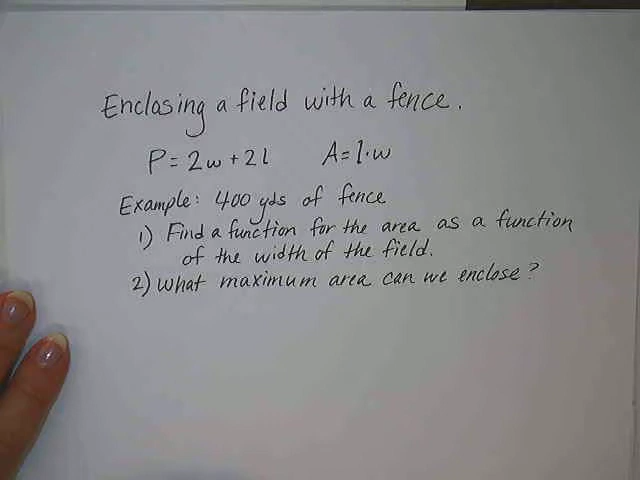 Enclosing a field with a fence.
P = 2w + 2l A = l·w
Example: 400 yds of fence
1) Find a function for the area as a function
of the width of the field.
2) What maximum area can we enclose?